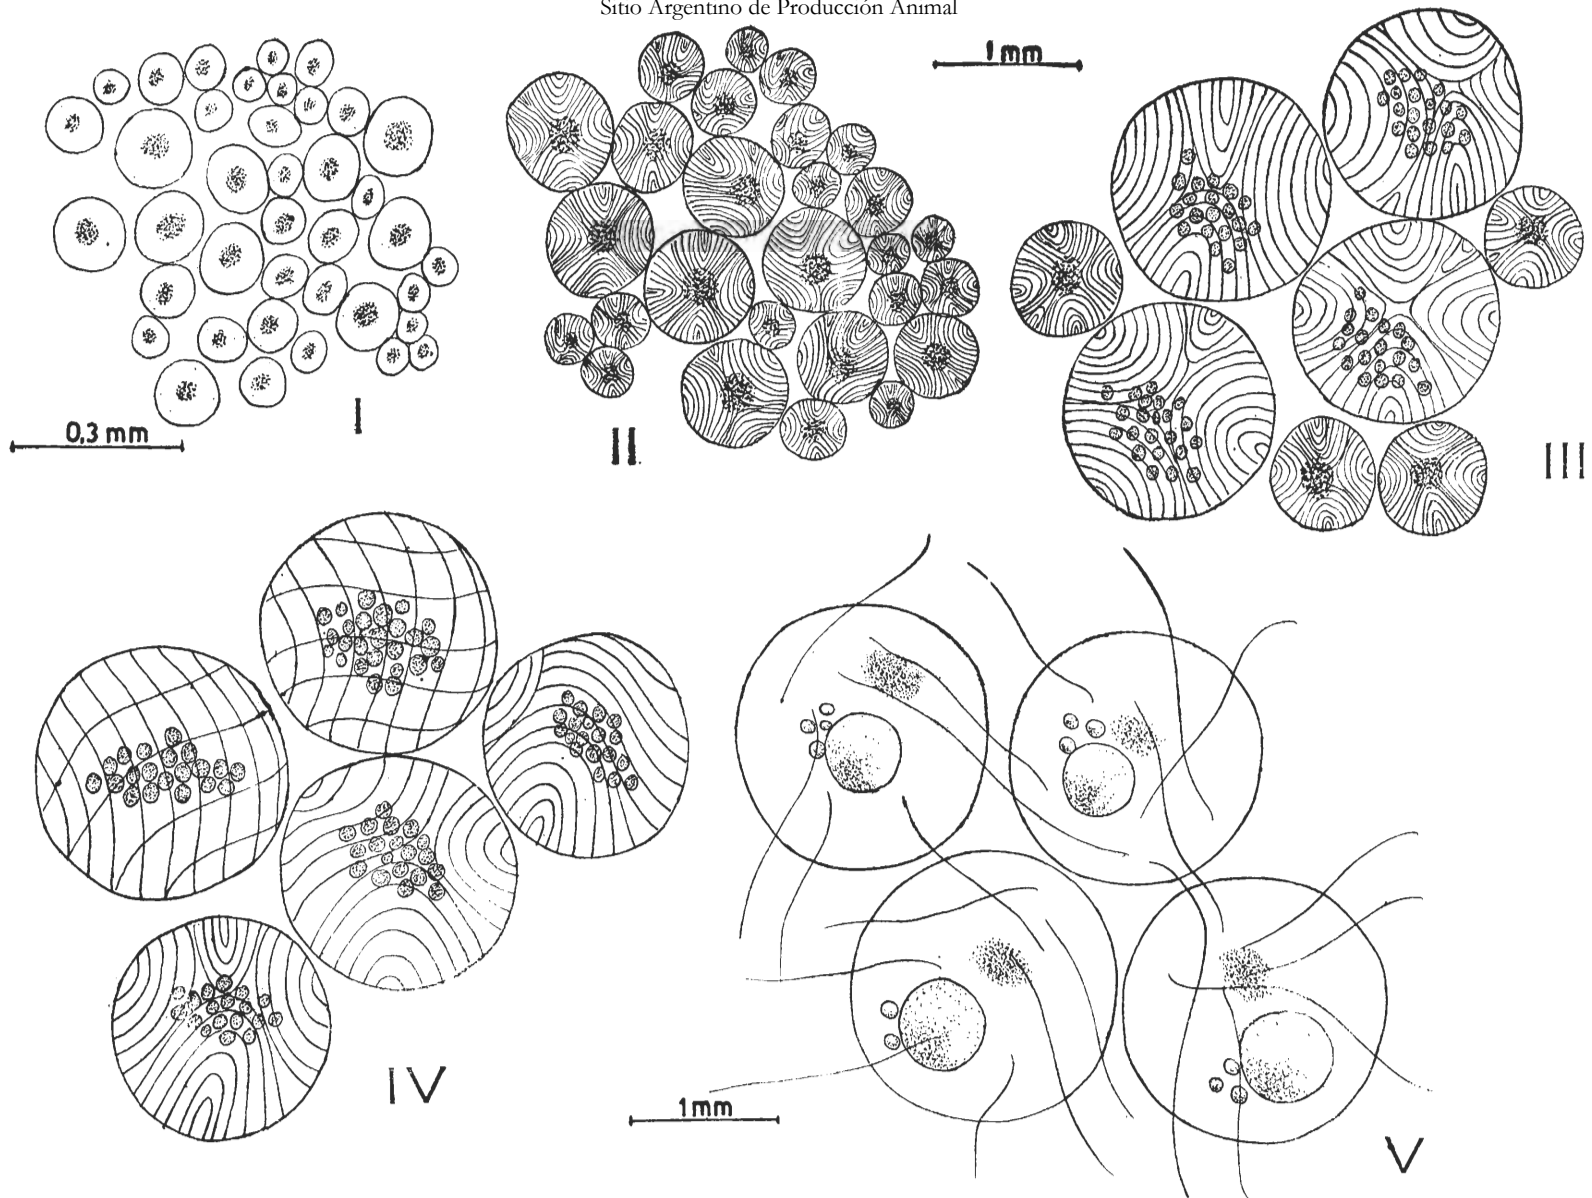 Sitio Argentino de Producción Animal
1mm
I
0,3 mm
II
III
IV
1mm
V